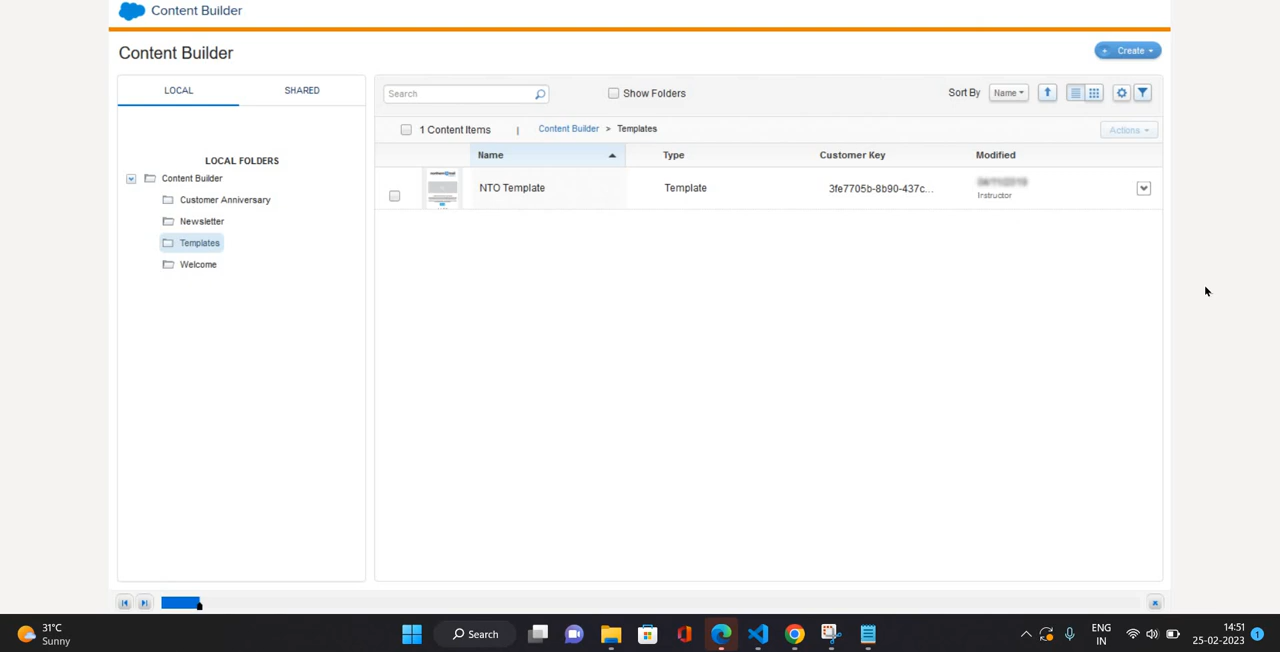 Content Builder
Content Builder
Create
LOCAL
SHARED
Search
Show Folders
Sort By
Name
1 Content Items | Content Builder > Templates
Actions
LOCAL FOLDERS
Content Builder
Customer Anniversary
Newsletter
Templates
Welcome
Name Type Customer Key Modified
NTO Template Template 3fe7705b-8b90-437c...
Instructor
31°C
Sunny
Search
ENG
IN
14:51
25-02-2023
1